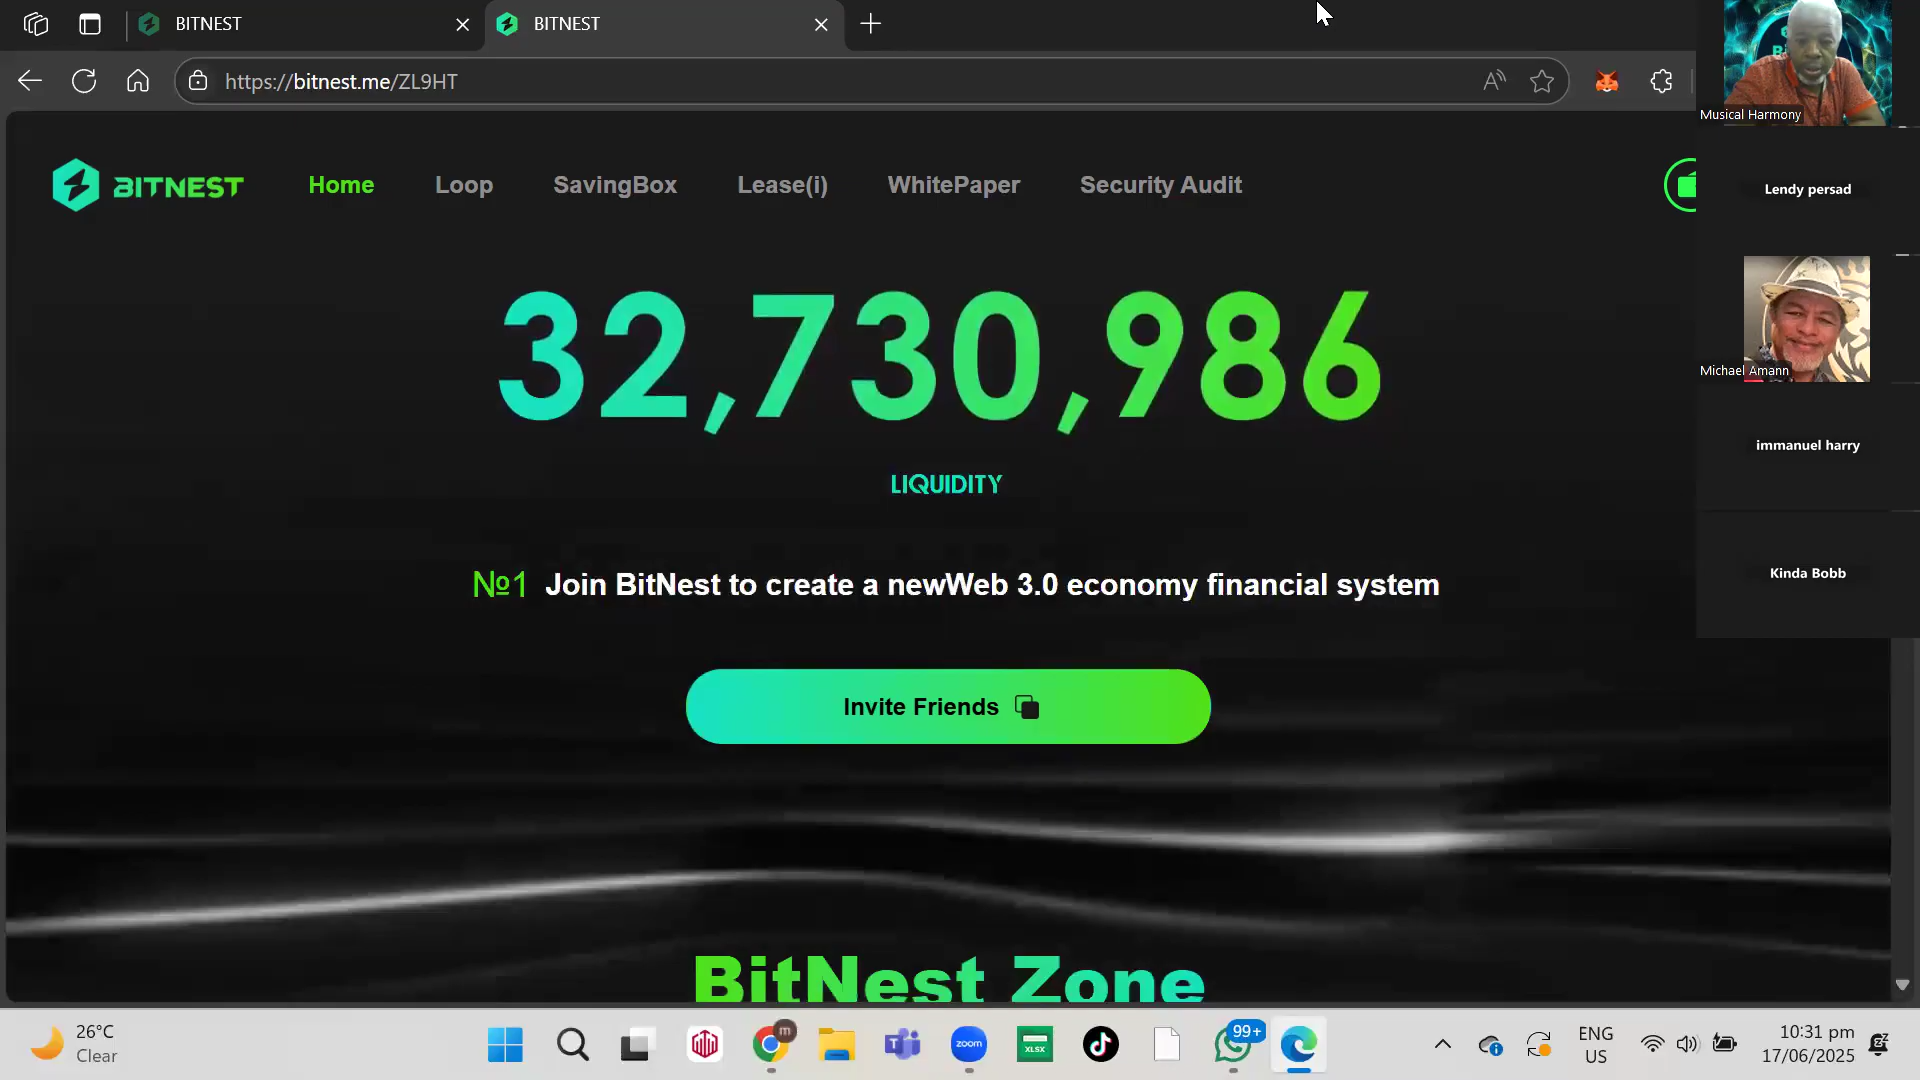 BITNEST
BITNEST
https://bitnest.me/ZL9HT
Musical Harmony
BITNEST
Home
Loop
SavingBox
Lease(i)
WhitePaper
Security Audit
Lendy persad
32,730,986
Michael Amann
immanuel harry
LIQUIDITY
№1 Join BitNest to create a newWeb 3.0 economy financial system
Kinda Bobb
Invite Friends
BitNest Zone
26°C
Clear
m
zoom
XLSX
99+
ENG
US
10:31 pm
17/06/2025